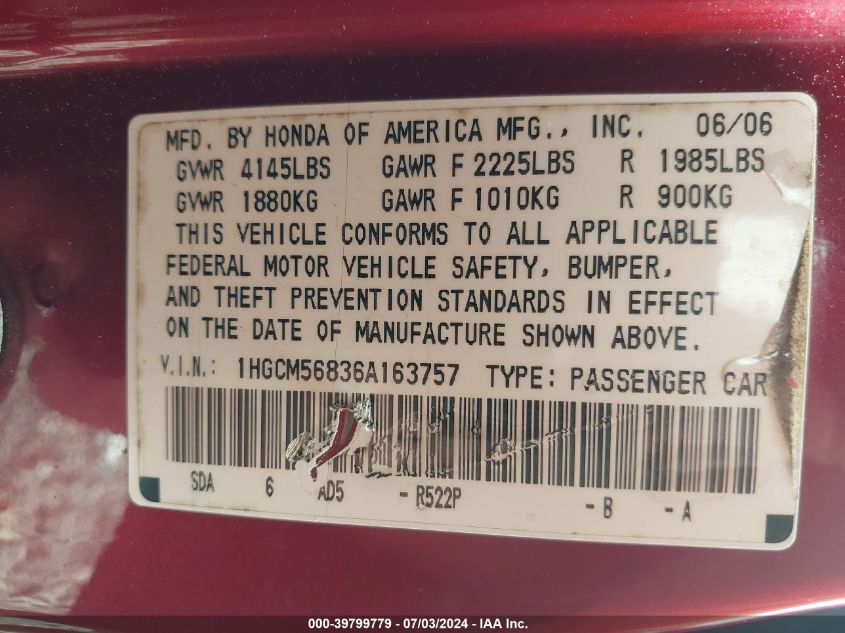 MFD. BY HONDA OF AMERICA MFG., INC. 06/06
GVWR 4145LBS GAWR F 2225LBS R 1985LBS
GVWR 1880KG GAWR F 1010KG R 900KG
THIS VEHICLE CONFORMS TO ALL APPLICABLE
FEDERAL MOTOR VEHICLE SAFETY, BUMPER,
AND THEFT PREVENTION STANDARDS IN EFFECT
ON THE DATE OF MANUFACTURE SHOWN ABOVE.
V.I.N.: 1HGCM56836A163757 TYPE: PASSENGER CAR
SDA 6 AD5 - R522P - B - A
000-39799779 / 07/03/2024 - IAA Inc.